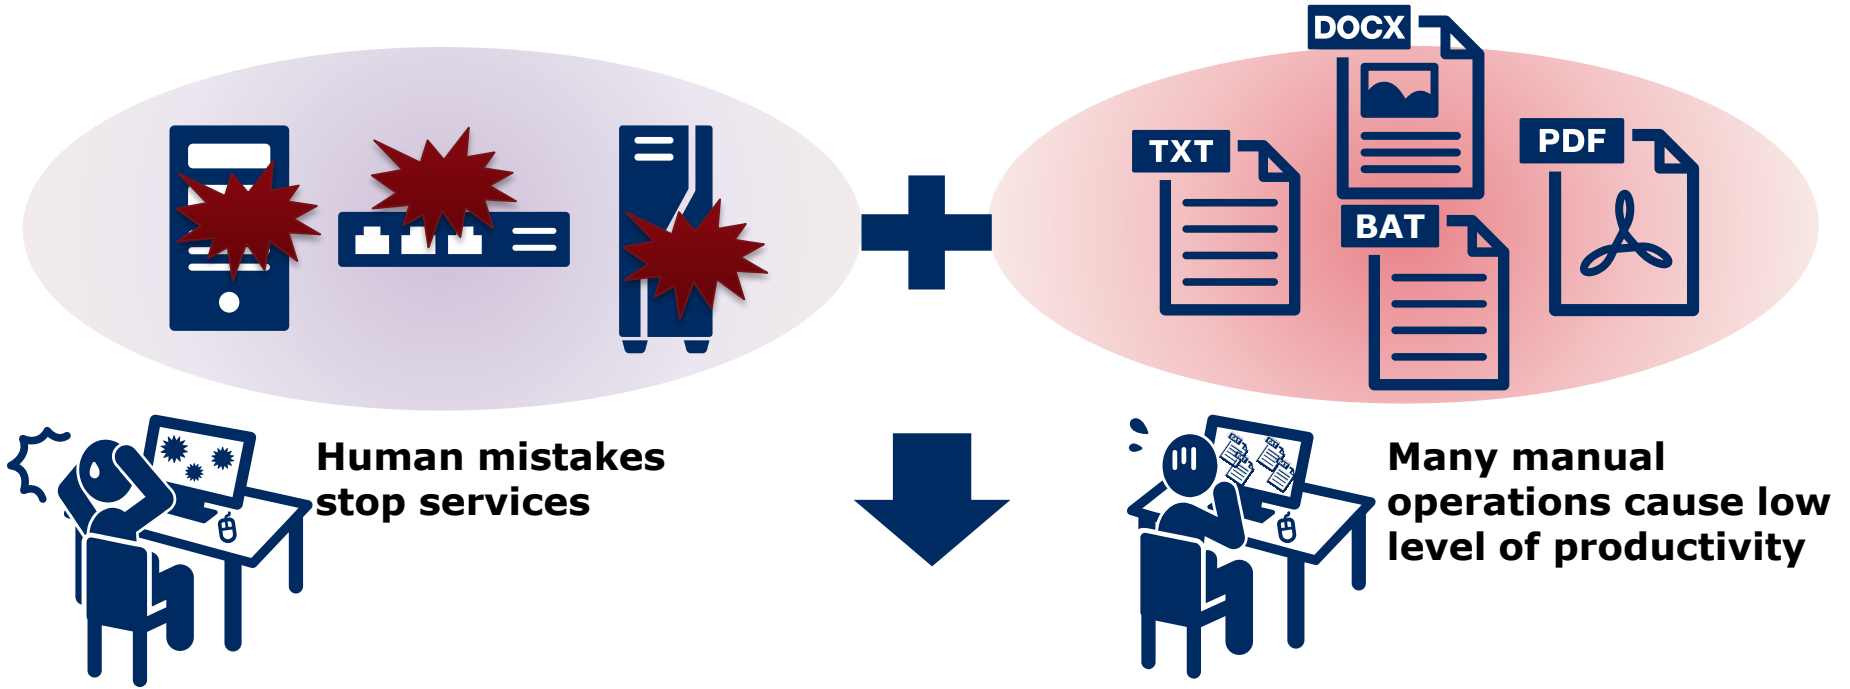 DOCX
TXT
PDF
BAT
Human mistakes
stop services
Many manual
operations cause low
level of productivity